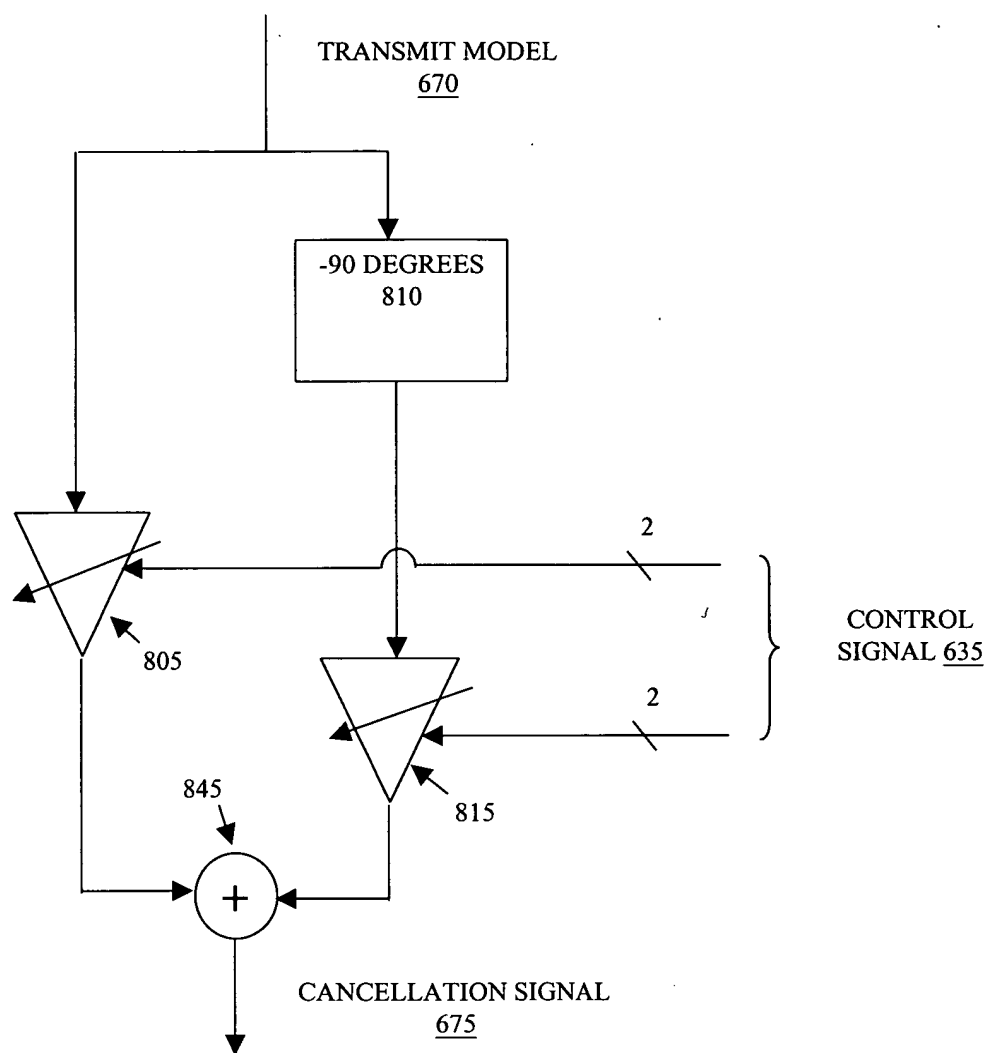 TRANSMIT MODEL
670
-90 DEGREES
810
2
CONTROL
SIGNAL 635
805
2
815
845
+
CANCELLATION SIGNAL
675